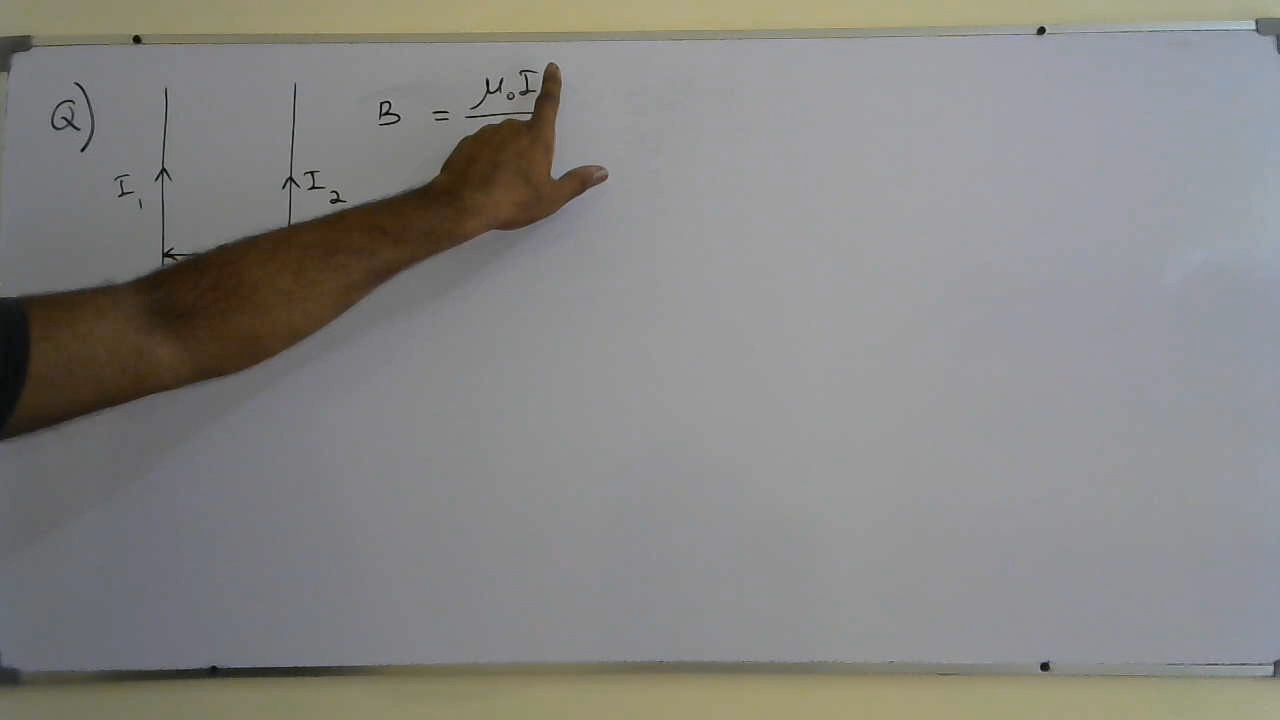 Q)
I₁
I₂
B = μ₀I